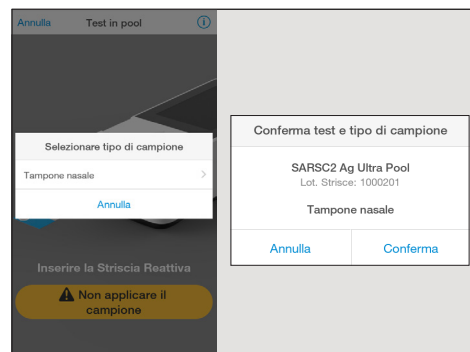 Annulla
Test in pool
Selezionare tipo di campione
Tampone nasale
Annulla
Inserire la Striscia Reattiva
Non applicare il
campione
Conferma test e tipo di campione
SARSC2 Ag Ultra Pool
Lot. Strisce: 1000201
Tampone nasale
Annulla
Conferma